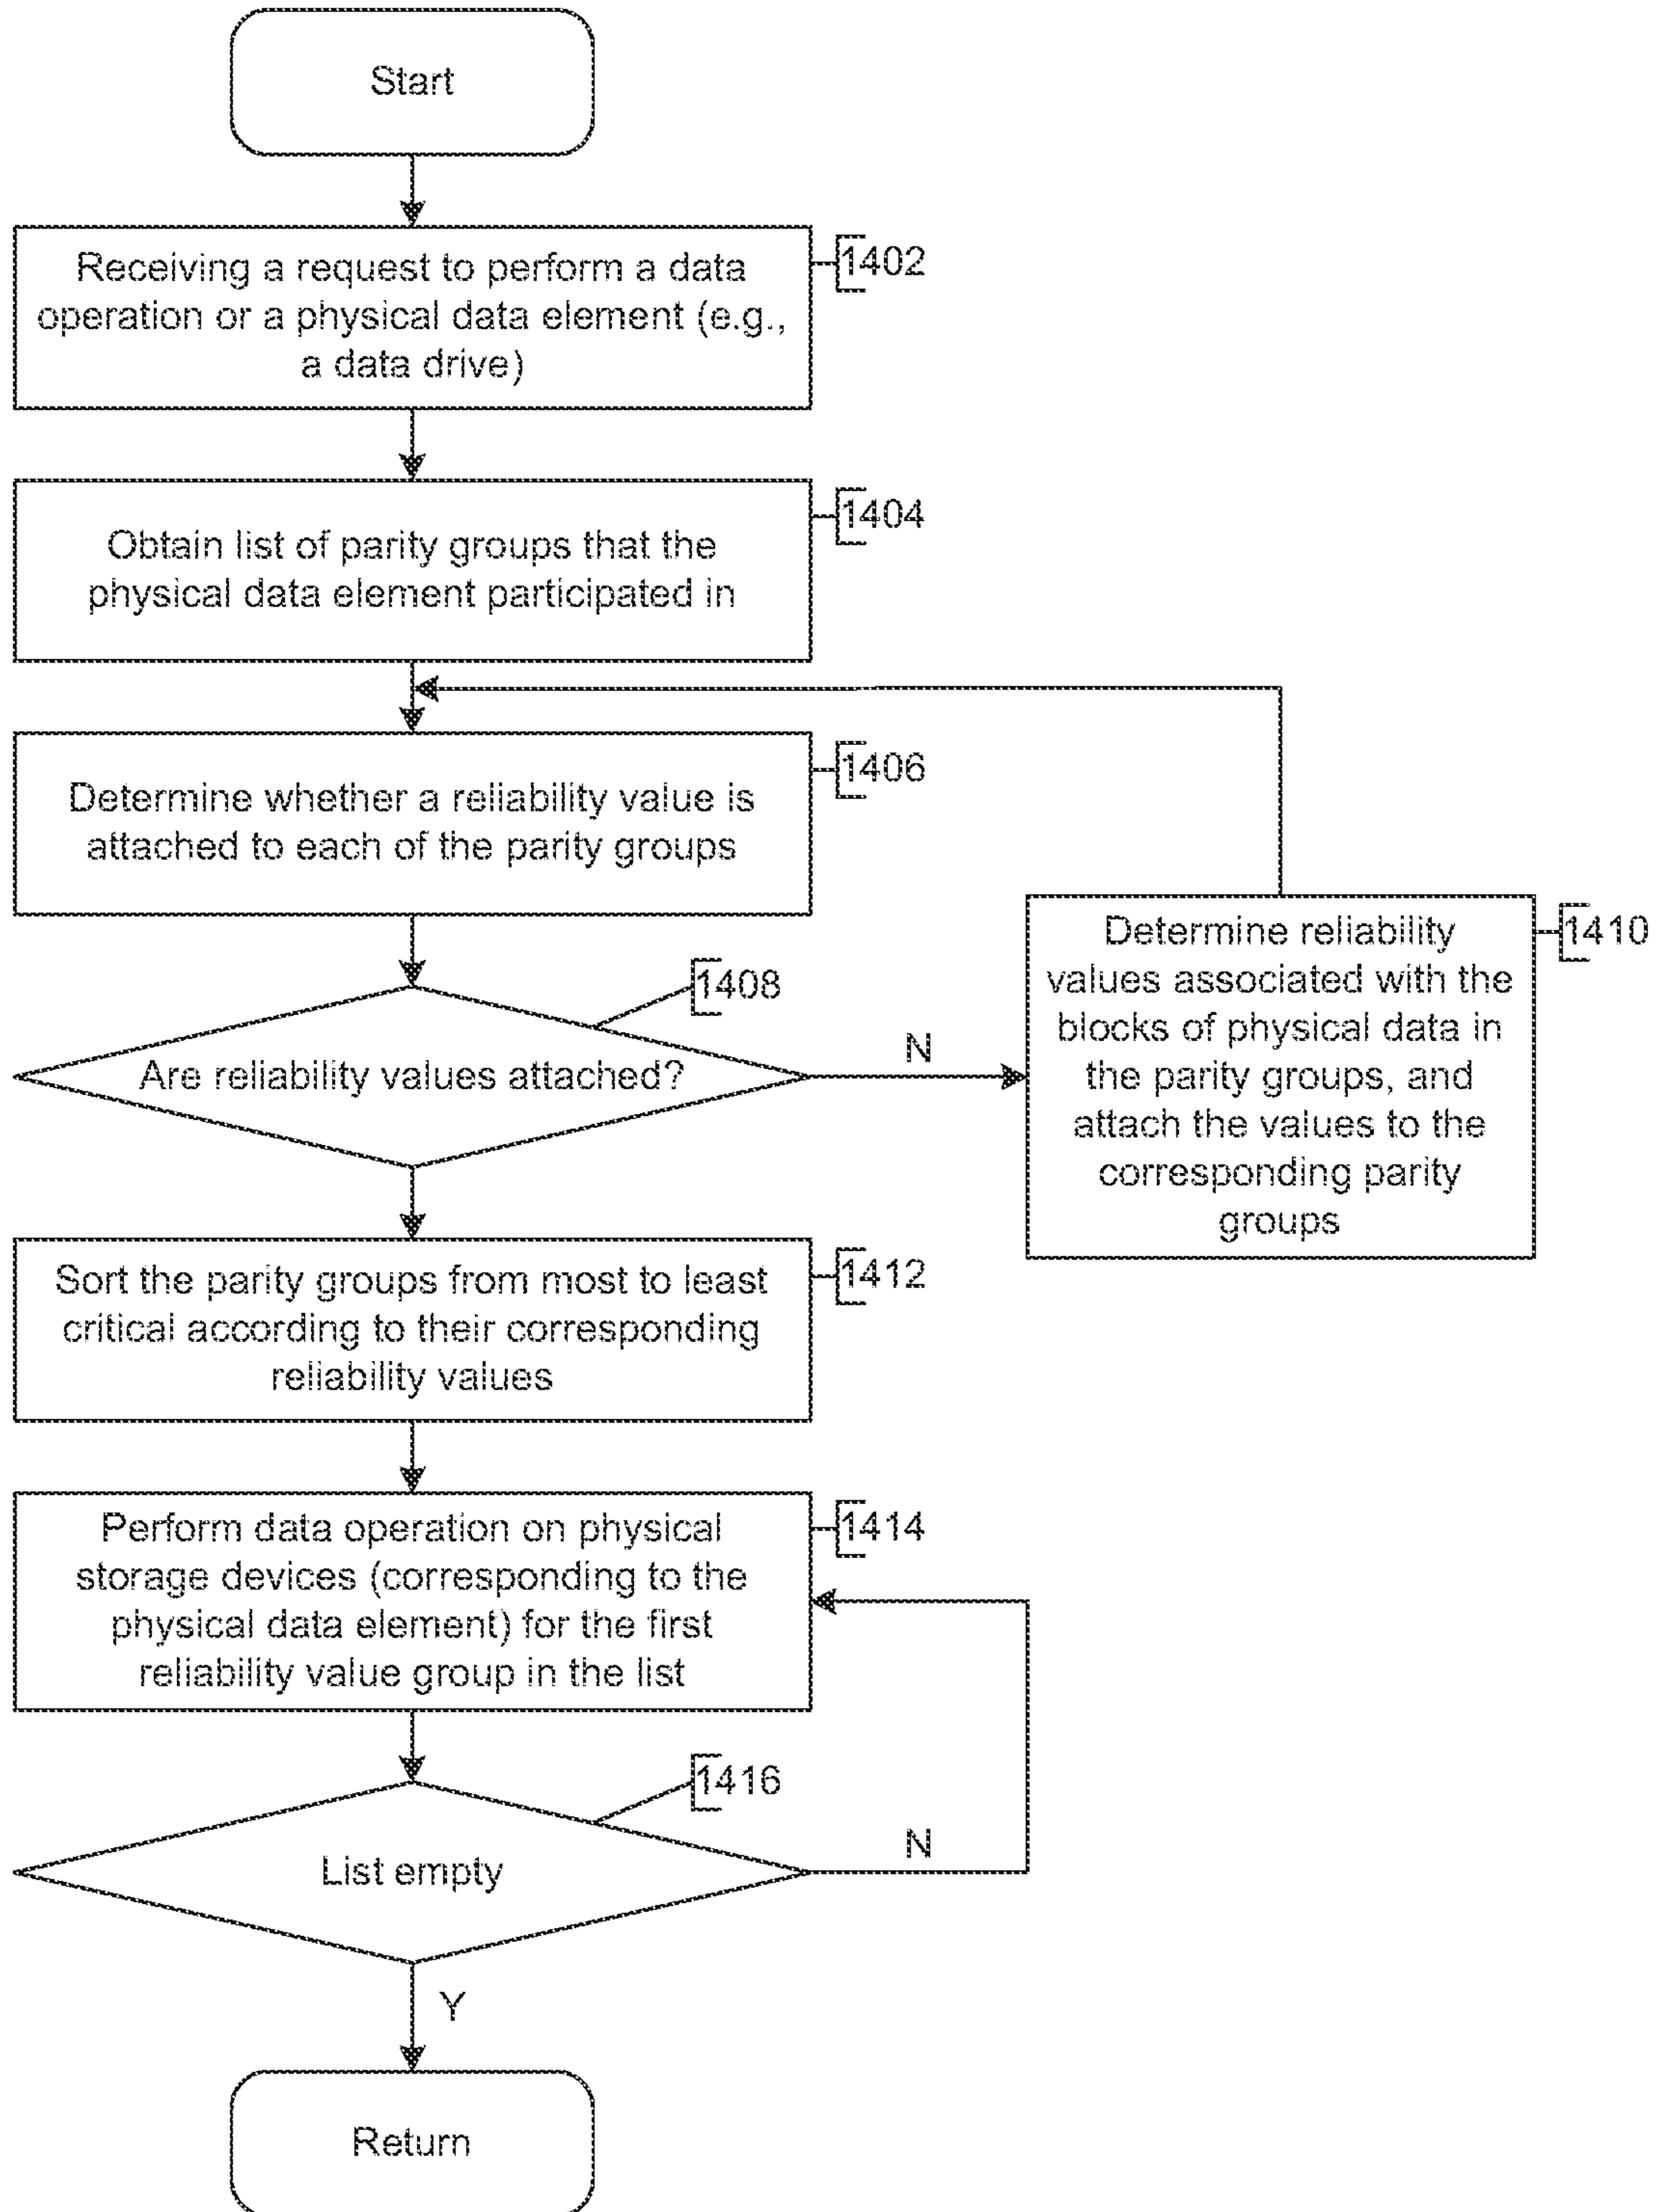 Start
Receiving a request to perform a data
operation or a physical data element (e.g.,
a data drive)
1402
Obtain list of parity groups that the
physical data element participated in
1404
Determine whether a reliability value is
attached to each of the parity groups
1406
Are reliability values attached?
1408
N
Determine reliability
values associated with the
blocks of physical data in
the parity groups, and
attach the values to the
corresponding parity
groups
1410
Sort the parity groups from most to least
critical according to their corresponding
reliability values
1412
Perform data operation on physical
storage devices (corresponding to the
physical data element) for the first
reliability value group in the list
1414
List empty
1416
N
Y
Return